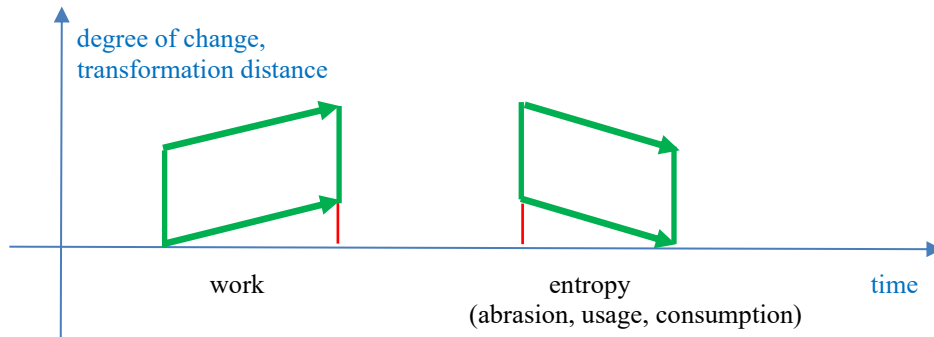 degree of change,
transformation distance
work
entropy
time
(abrasion, usage, consumption)